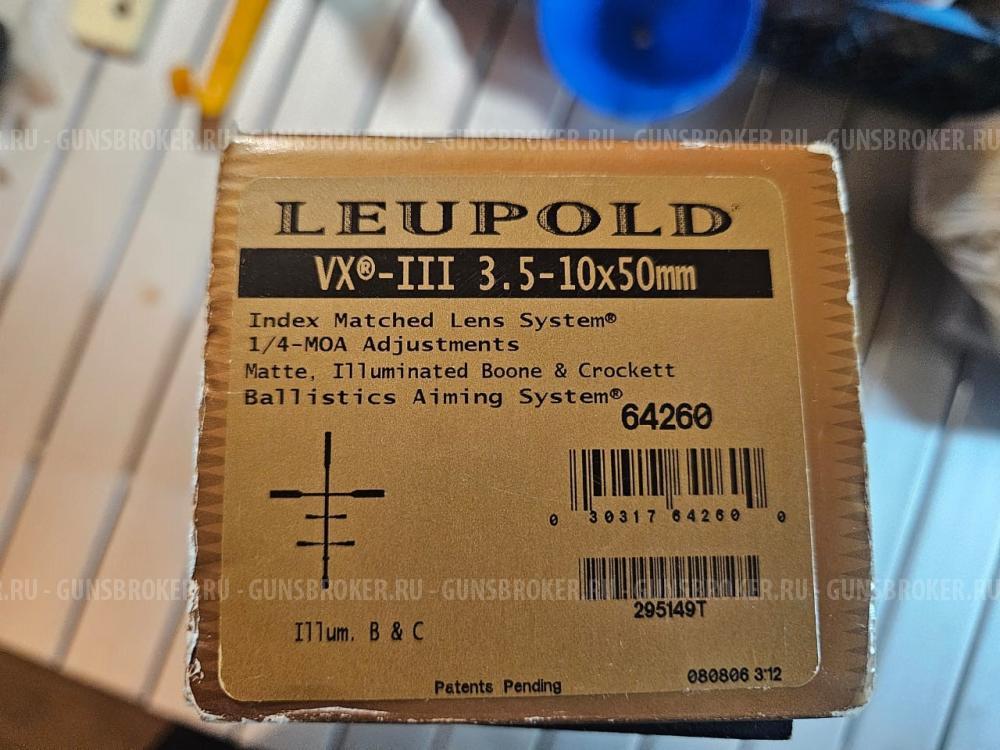 GUNSBROKER.RU - GUNSBROKER.RU - GUNSBROKER.RU - GUNSBROKER.RU - GUNSBROKER.RU
LEUPOLD
VX®-III 3.5-10x50mm
Index Matched Lens System®
1/4-MOA Adjustments
Matte, Illuminated Boone & Crockett
Ballistics Aiming System®
64260
0 30317 64260 0
GUNSBROKER.RU - GUNSBROKER.RU - GUNSBROKER.RU - GUNSBROKER.RU - GUNSBROKER.RU
295149T
Illum. B & C
080806 3:12
Patents Pending